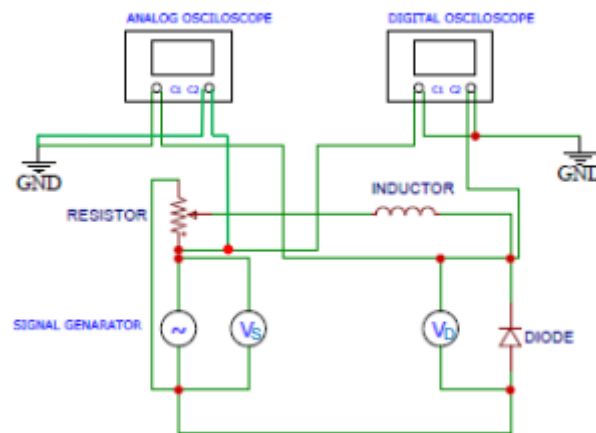 ANALOG OSCILOSCOPE
DIGITAL OSCILOSCOPE
C1 C2
C1 C2
GND
GND
INDUCTOR
RESISTOR
SIGNAL GENARATOR
~
VS
VD
DIODE